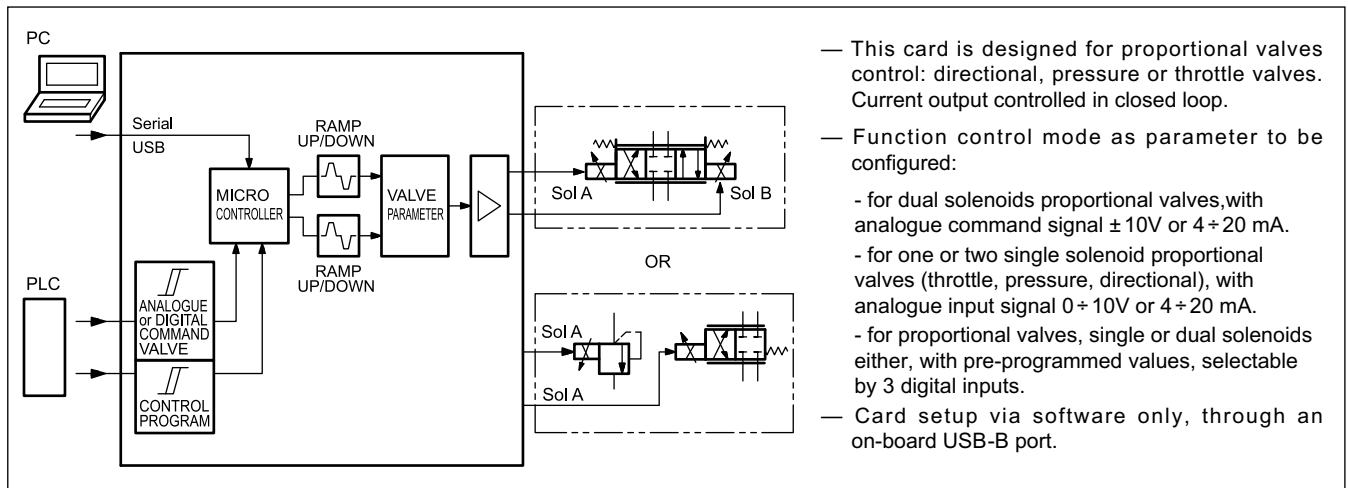 PC
Serial
USB
RAMP
UP/DOWN
MICRO
CONTROLLER
VALVE
PARAMETER
RAMP
UP/DOWN
Sol A
Sol B
OR
PLC
ANALOGUE
or DIGITAL
COMMAND
VALVE
CONTROL
PROGRAM
Sol A
Sol A
— This card is designed for proportional valves
control: directional, pressure or throttle valves.
Current output controlled in closed loop.
— Function control mode as parameter to be
configured:
- for dual solenoids proportional valves,with
analogue command signal ±10V or 4÷20 mA.
- for one or two single solenoid proportional
valves (throttle, pressure, directional), with
analogue input signal 0÷10V or 4÷20 mA.
- for proportional valves, single or dual solenoids
either, with pre-programmed values, selectable
by 3 digital inputs.
— Card setup via software only, through an
on-board USB-B port.